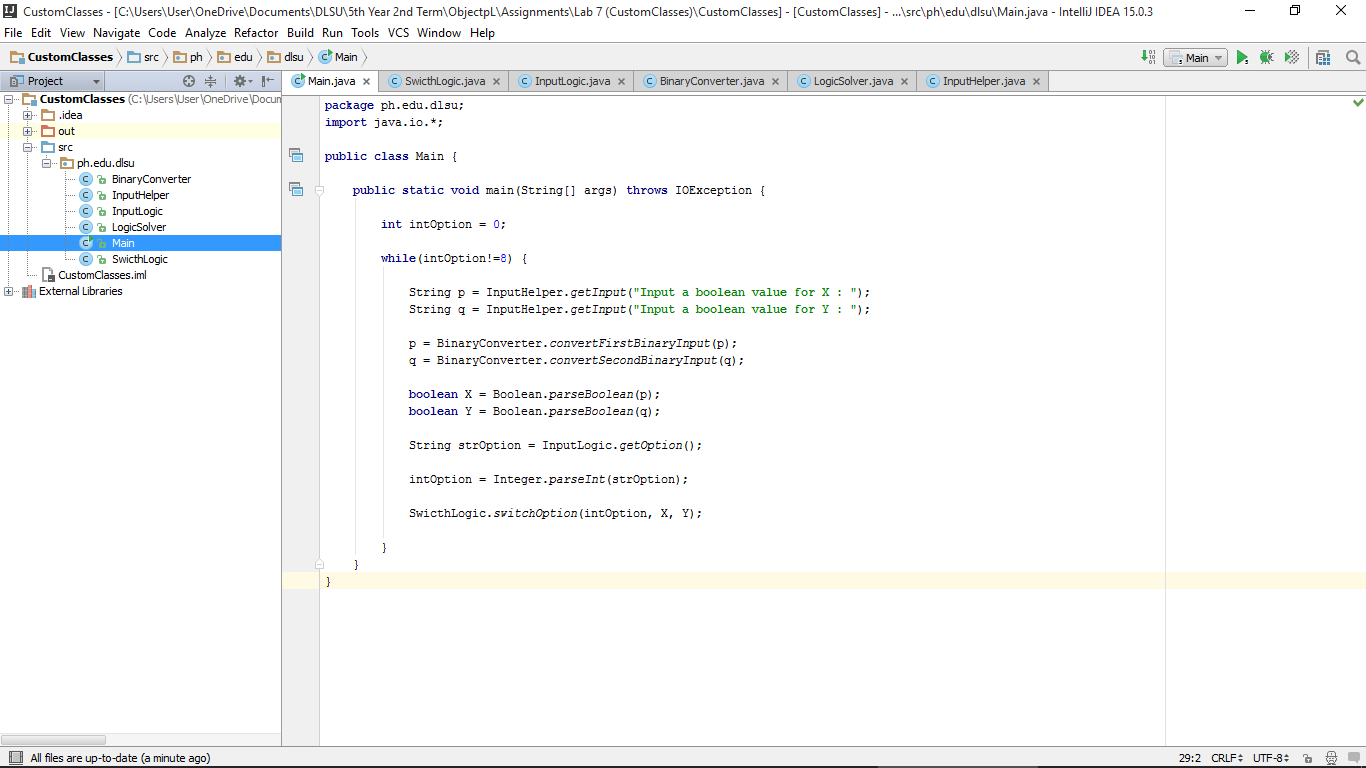 CustomClasses - [C:\Users\User\OneDrive\Documents\DLSU\5th Year 2nd Term\ObjectpL\Assignments\Lab 7 (CustomClasses)\CustomClasses] - [CustomClasses] - ...\src\ph\edu\dlsu\Main.java - IntelliJ IDEA 15.0.3
File Edit View Navigate Code Analyze Refactor Build Run Tools VCS Window Help
CustomClasses src ph edu dlsu Main
Main
Project
Main.java SwicthLogic.java InputLogic.java BinaryConverter.java LogicSolver.java InputHelper.java
CustomClasses (C:\Users\User\OneDrive\Docum
.idea
out
src
ph.edu.dlsu
BinaryConverter
InputHelper
InputLogic
LogicSolver
Main
SwicthLogic
CustomClasses.iml
External Libraries
package ph.edu.dlsu;
import java.io.*;
public class Main {
public static void main(String[] args) throws IOException {
int intOption = 0;
while(intOption!=8) {
String p = InputHelper.getInput("Input a boolean value for X : ");
String q = InputHelper.getInput("Input a boolean value for Y : ");
p = BinaryConverter.convertFirstBinaryInput(p);
q = BinaryConverter.convertSecondBinaryInput(q);
boolean X = Boolean.parseBoolean(p);
boolean Y = Boolean.parseBoolean(q);
String strOption = InputLogic.getOption();
intOption = Integer.parseInt(strOption);
SwicthLogic.switchOption(intOption, X, Y);
}
}
}
All files are up-to-date (a minute ago)
29:2 CRLF UTF-8